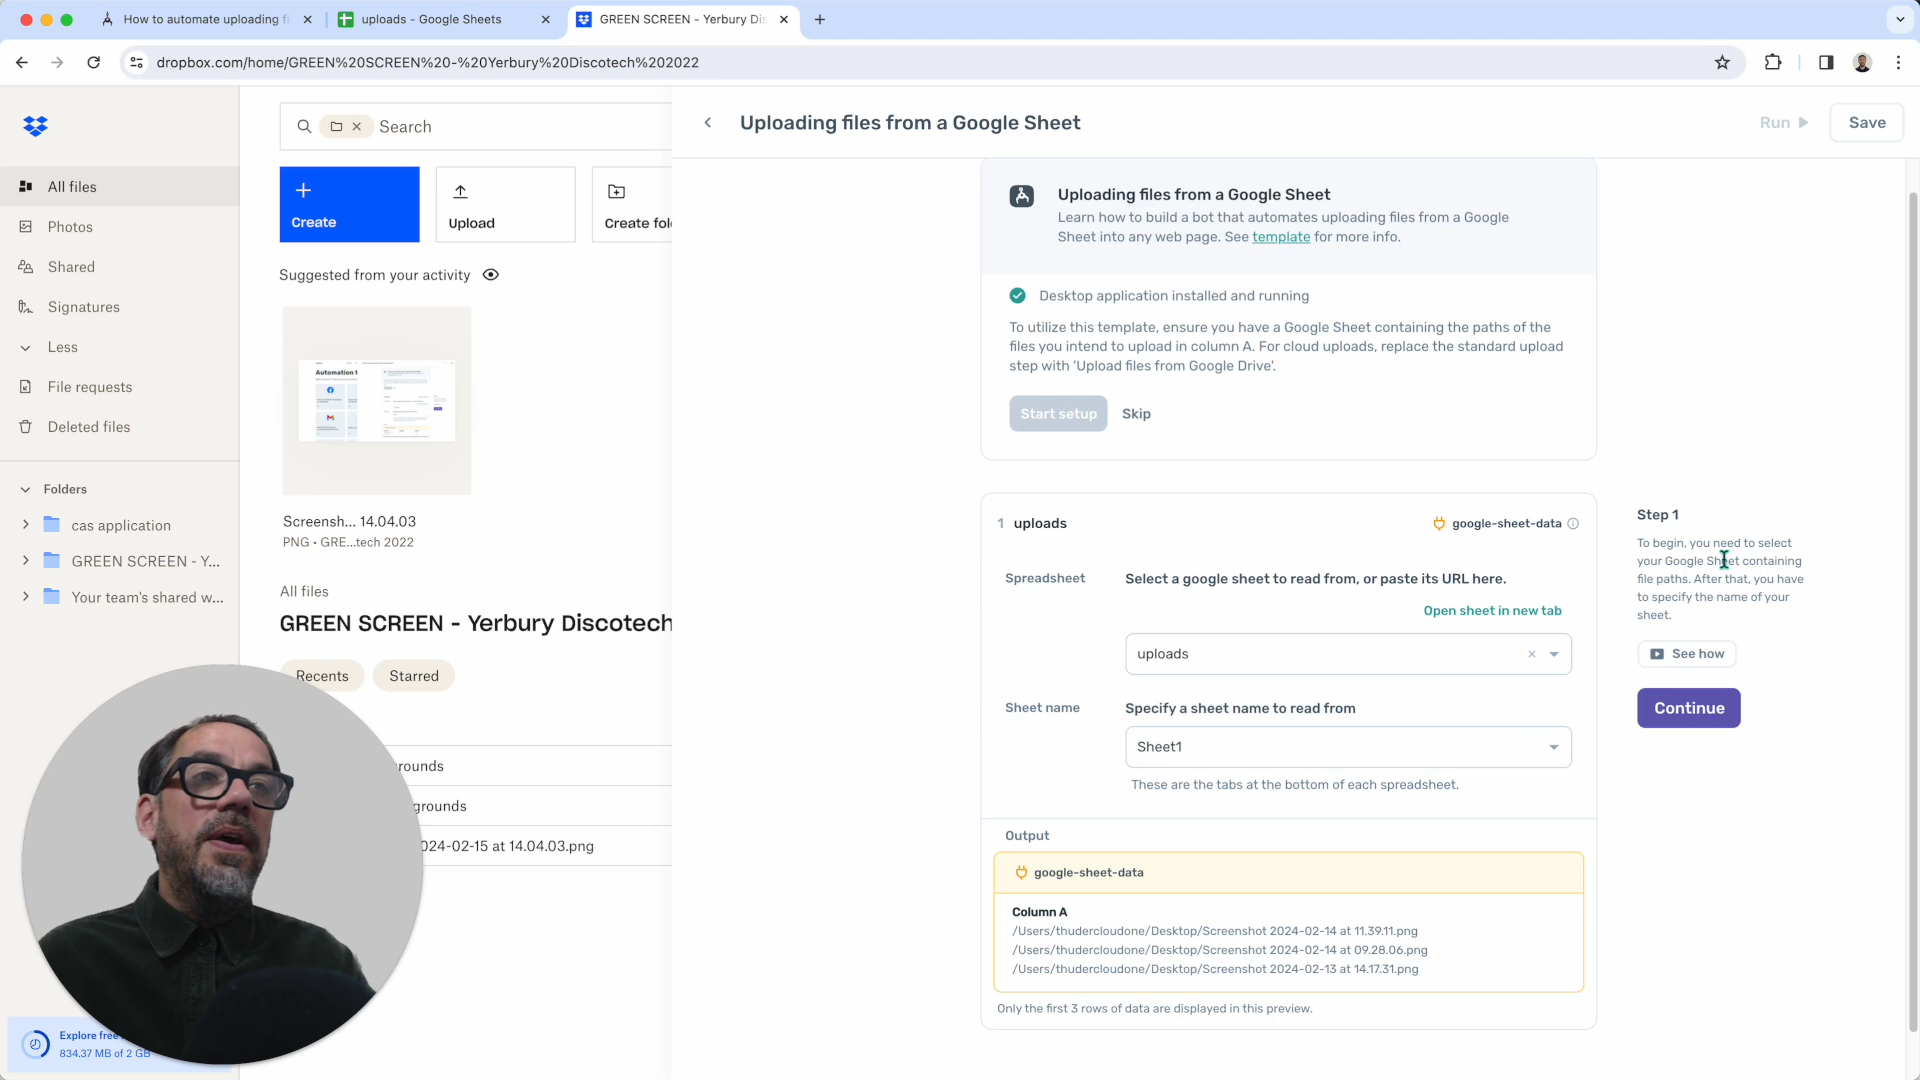 How to automate uploading fi
uploads - Google Sheets
GREEN SCREEN - Yerbury Dis
dropbox.com/home/GREEN%20SCREEN%20-%20Yerbury%20Discotech%202022
Search
Uploading files from a Google Sheet
Run
Save
All files
Photos
Shared
Signatures
Less
File requests
Deleted files
Folders
cas application
GREEN SCREEN - Y...
Your team's shared w...
Explore free
834.37 MB of 2 GB
Create
Upload
Create fol
Suggested from your activity
Screensh... 14.04.03
PNG • GRE...tech 2022
All files
GREEN SCREEN - Yerbury Discotech
Recents
Starred
rounds
grounds
024-02-15 at 14.04.03.png
Uploading files from a Google Sheet
Learn how to build a bot that automates uploading files from a Google
Sheet into any web page. See template for more info.
Desktop application installed and running
To utilize this template, ensure you have a Google Sheet containing the paths of the
files you intend to upload in column A. For cloud uploads, replace the standard upload
step with 'Upload files from Google Drive'.
Start setup
Skip
1 uploads
google-sheet-data
Spreadsheet
Select a google sheet to read from, or paste its URL here.
Open sheet in new tab
uploads
Sheet name
Specify a sheet name to read from
Sheet1
These are the tabs at the bottom of each spreadsheet.
Output
google-sheet-data
Column A
/Users/thudercloudone/Desktop/Screenshot 2024-02-14 at 11.39.11.png
/Users/thudercloudone/Desktop/Screenshot 2024-02-14 at 09.28.06.png
/Users/thudercloudone/Desktop/Screenshot 2024-02-13 at 14.17.31.png
Only the first 3 rows of data are displayed in this preview.
Step 1
To begin, you need to select
your Google Sheet containing
file paths. After that, you have
to specify the name of your
sheet.
See how
Continue